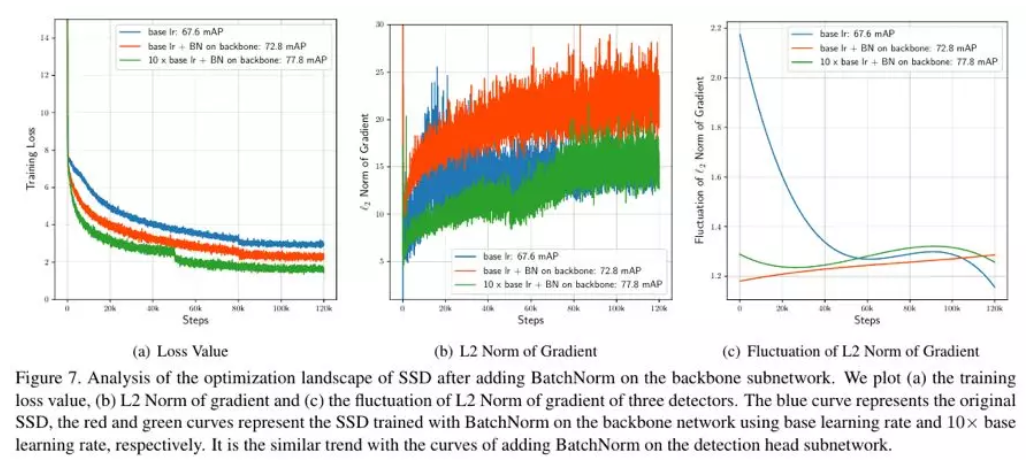 base lr: 67.6 mAP
base lr + BN on backbone: 72.8 mAP
10 x base lr + BN on backbone: 77.8 mAP
Training Loss
14
12
10
8
6
4
2
0
0 20k 40k 60k 80k 100k 120k
Steps
(a) Loss Value
ℓ2 Norm of Gradient
30
25
20
15
10
5
base lr: 67.6 mAP
base lr + BN on backbone: 72.8 mAP
10 x base lr + BN on backbone: 77.8 mAP
0 20k 40k 60k 80k 100k 120k
Steps
(b) L2 Norm of Gradient
base lr: 67.6 mAP
base lr + BN on backbone: 72.8 mAP
10 x base lr + BN on backbone: 77.8 mAP
Fluctuation of ℓ2 Norm of Gradient
2.2
2.0
1.8
1.6
1.4
1.2
0 20k 40k 60k 80k 100k 120k
Steps
(c) Fluctuation of L2 Norm of Gradient
Figure 7. Analysis of the optimization landscape of SSD after adding BatchNorm on the backbone subnetwork. We plot (a) the training
loss value, (b) L2 Norm of gradient and (c) the fluctuation of L2 Norm of gradient of three detectors. The blue curve represents the original
SSD, the red and green curves represent the SSD trained with BatchNorm on the backbone network using base learning rate and 10× base
learning rate, respectively. It is the similar trend with the curves of adding BatchNorm on the detection head subnetwork.